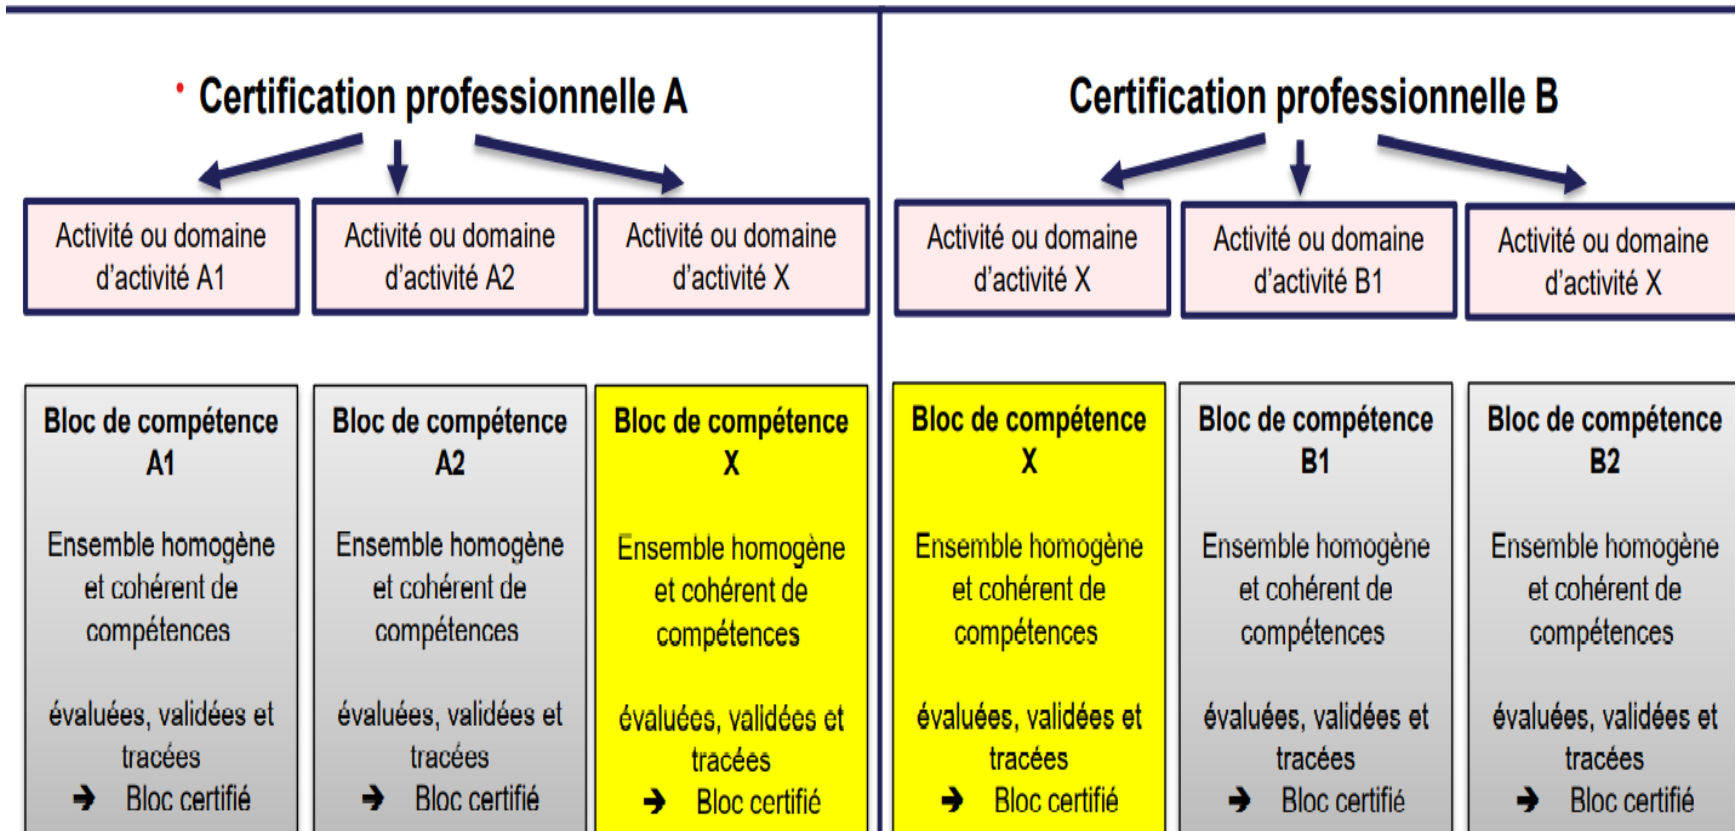 • Certification professionnelle A
Activité ou domaine
d'activité A1
Activité ou domaine
d'activité A2
Activité ou domaine
d'activité X
Bloc de compétence
A1
Ensemble homogène
et cohérent de
compétences
évaluées, validées et
tracées
➔ Bloc certifié
Bloc de compétence
A2
Ensemble homogène
et cohérent de
compétences
évaluées, validées et
tracées
➔ Bloc certifié
Bloc de compétence
X
Ensemble homogène
et cohérent de
compétences
évaluées, validées et
tracées
➔ Bloc certifié
Certification professionnelle B
Activité ou domaine
d'activité X
Activité ou domaine
d'activité B1
Activité ou domaine
d'activité X
Bloc de compétence
X
Ensemble homogène
et cohérent de
compétences
évaluées, validées et
tracées
➔ Bloc certifié
Bloc de compétence
B1
Ensemble homogène
et cohérent de
compétences
évaluées, validées et
tracées
➔ Bloc certifié
Bloc de compétence
B2
Ensemble homogène
et cohérent de
compétences
évaluées, validées et
tracées
➔ Bloc certifié